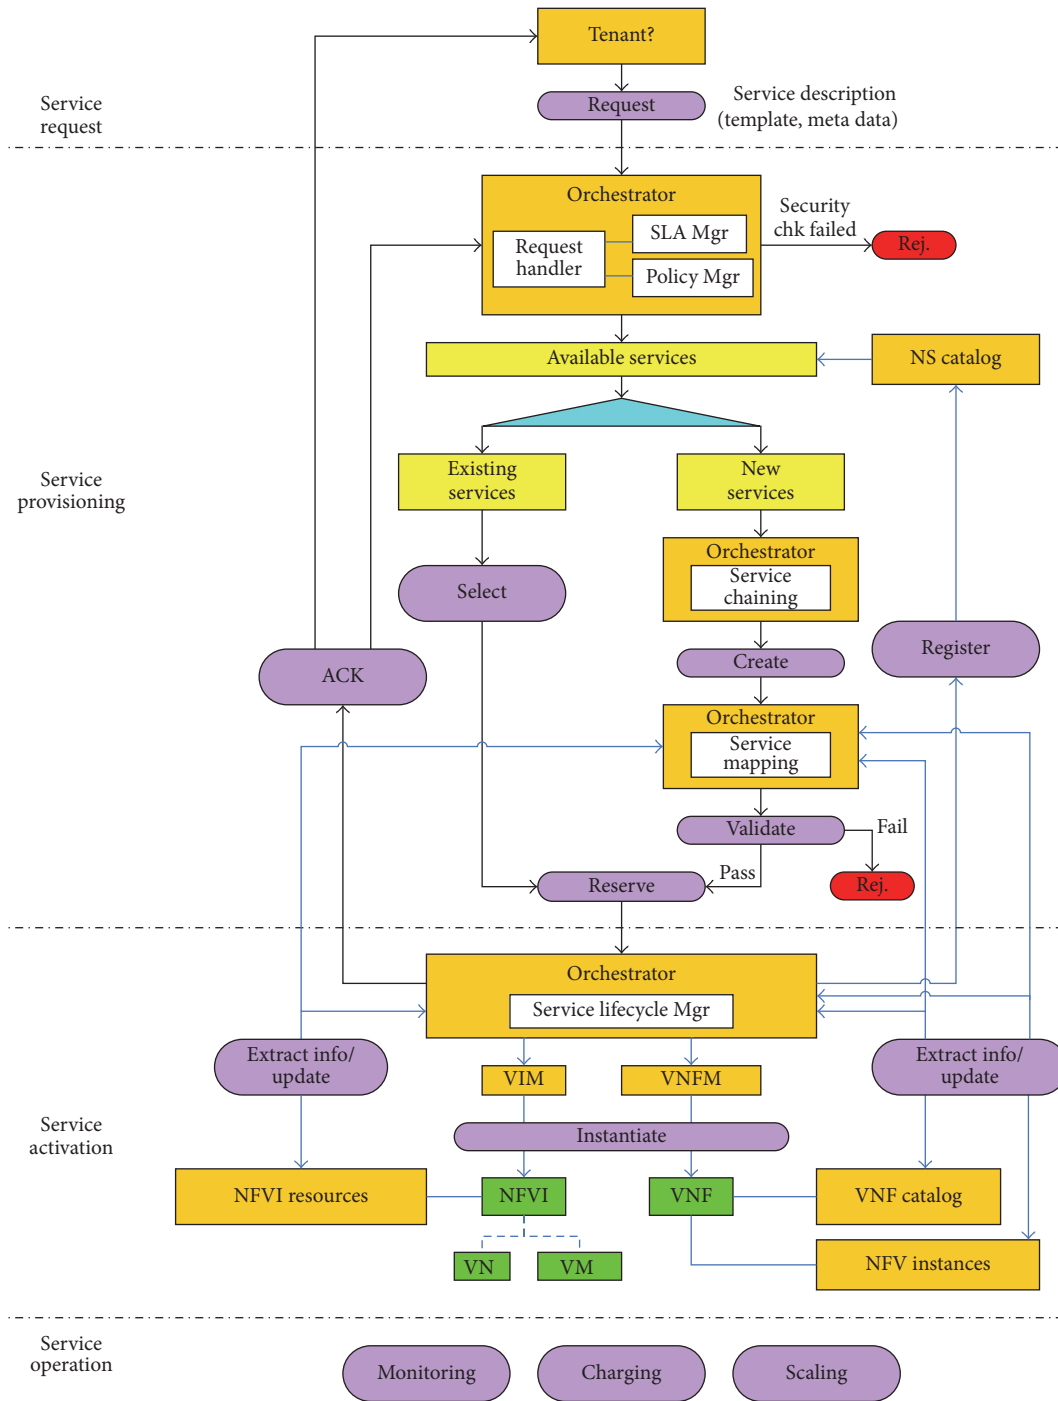 Tenant?
Request
Service description
(template, meta data)
Service
request
Orchestrator
Request
handler
SLA Mgr
Policy Mgr
Security
chk failed
Rej.
Available services
NS catalog
Existing
services
New
services
Service
provisioning
Orchestrator
Service
chaining
Select
Create
Register
ACK
Orchestrator
Service
mapping
Validate
Fail
Pass
Reserve
Rej.
Orchestrator
Service lifecycle Mgr
Extract info/
update
VIM
VNFM
Extract info/
update
Service
activation
Instantiate
NFVI resources
NFVI
VNF
VNF catalog
VN
VM
NFV instances
Service
operation
Monitoring
Charging
Scaling